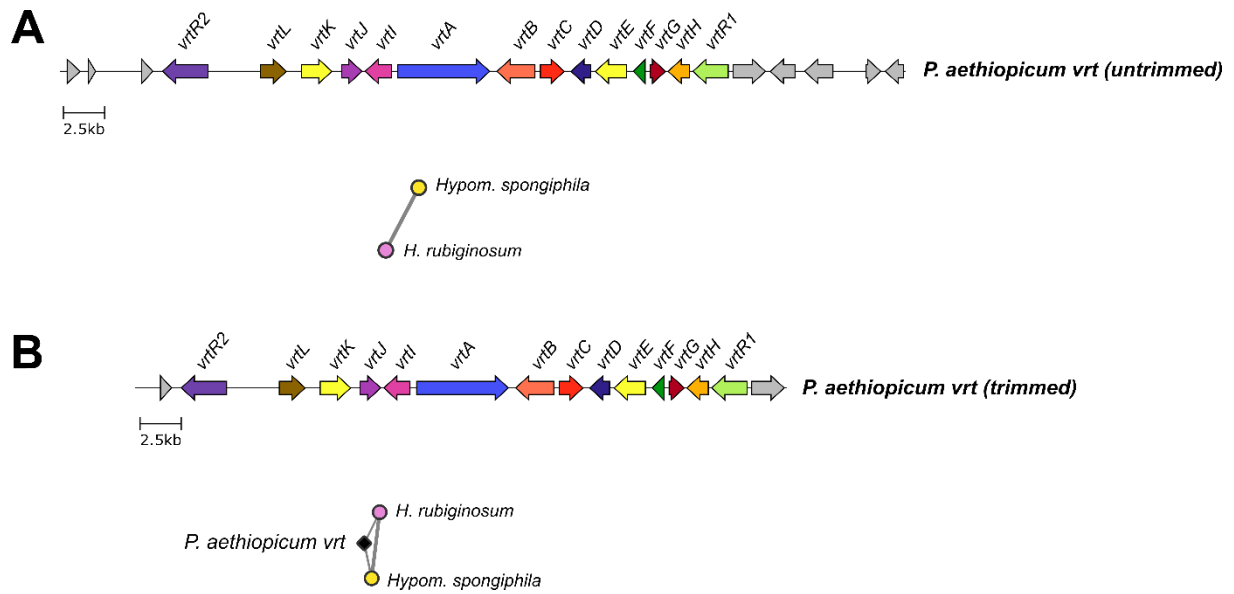 A
vrtR2 vrtL vrtK vrtJ vrtI vrtA vrtB vrtC vrtD vrtE vrtF vrtG vrtH vrtR1
P. aethiopicum vrt (untrimmed)
2.5kb
Hypom. spongiphila
H. rubiginosum
B
vrtR2 vrtL vrtK vrtJ vrtI vrtA vrtB vrtC vrtD vrtE vrtF vrtG vrtH vrtR1
P. aethiopicum vrt (trimmed)
2.5kb
H. rubiginosum
P. aethiopicum vrt
Hypom. spongiphila